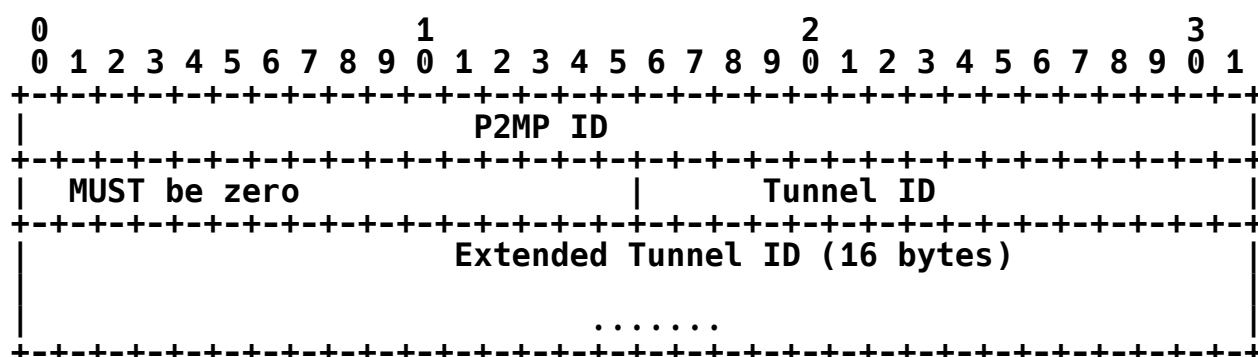 0                   1                   2                   3
 0 1 2 3 4 5 6 7 8 9 0 1 2 3 4 5 6 7 8 9 0 1 2 3 4 5 6 7 8 9 0 1
+-+-+-+-+-+-+-+-+-+-+-+-+-+-+-+-+-+-+-+-+-+-+-+-+-+-+-+-+-+-+-+-+
|                       P2MP ID                                 |
+-+-+-+-+-+-+-+-+-+-+-+-+-+-+-+-+-+-+-+-+-+-+-+-+-+-+-+-+-+-+-+-+
|  MUST be zero                 |      Tunnel ID                |
+-+-+-+-+-+-+-+-+-+-+-+-+-+-+-+-+-+-+-+-+-+-+-+-+-+-+-+-+-+-+-+-+
|                      Extended Tunnel ID (16 bytes)            |
|                                                               |
|                             .......                           |
+-+-+-+-+-+-+-+-+-+-+-+-+-+-+-+-+-+-+-+-+-+-+-+-+-+-+-+-+-+-+-+-+